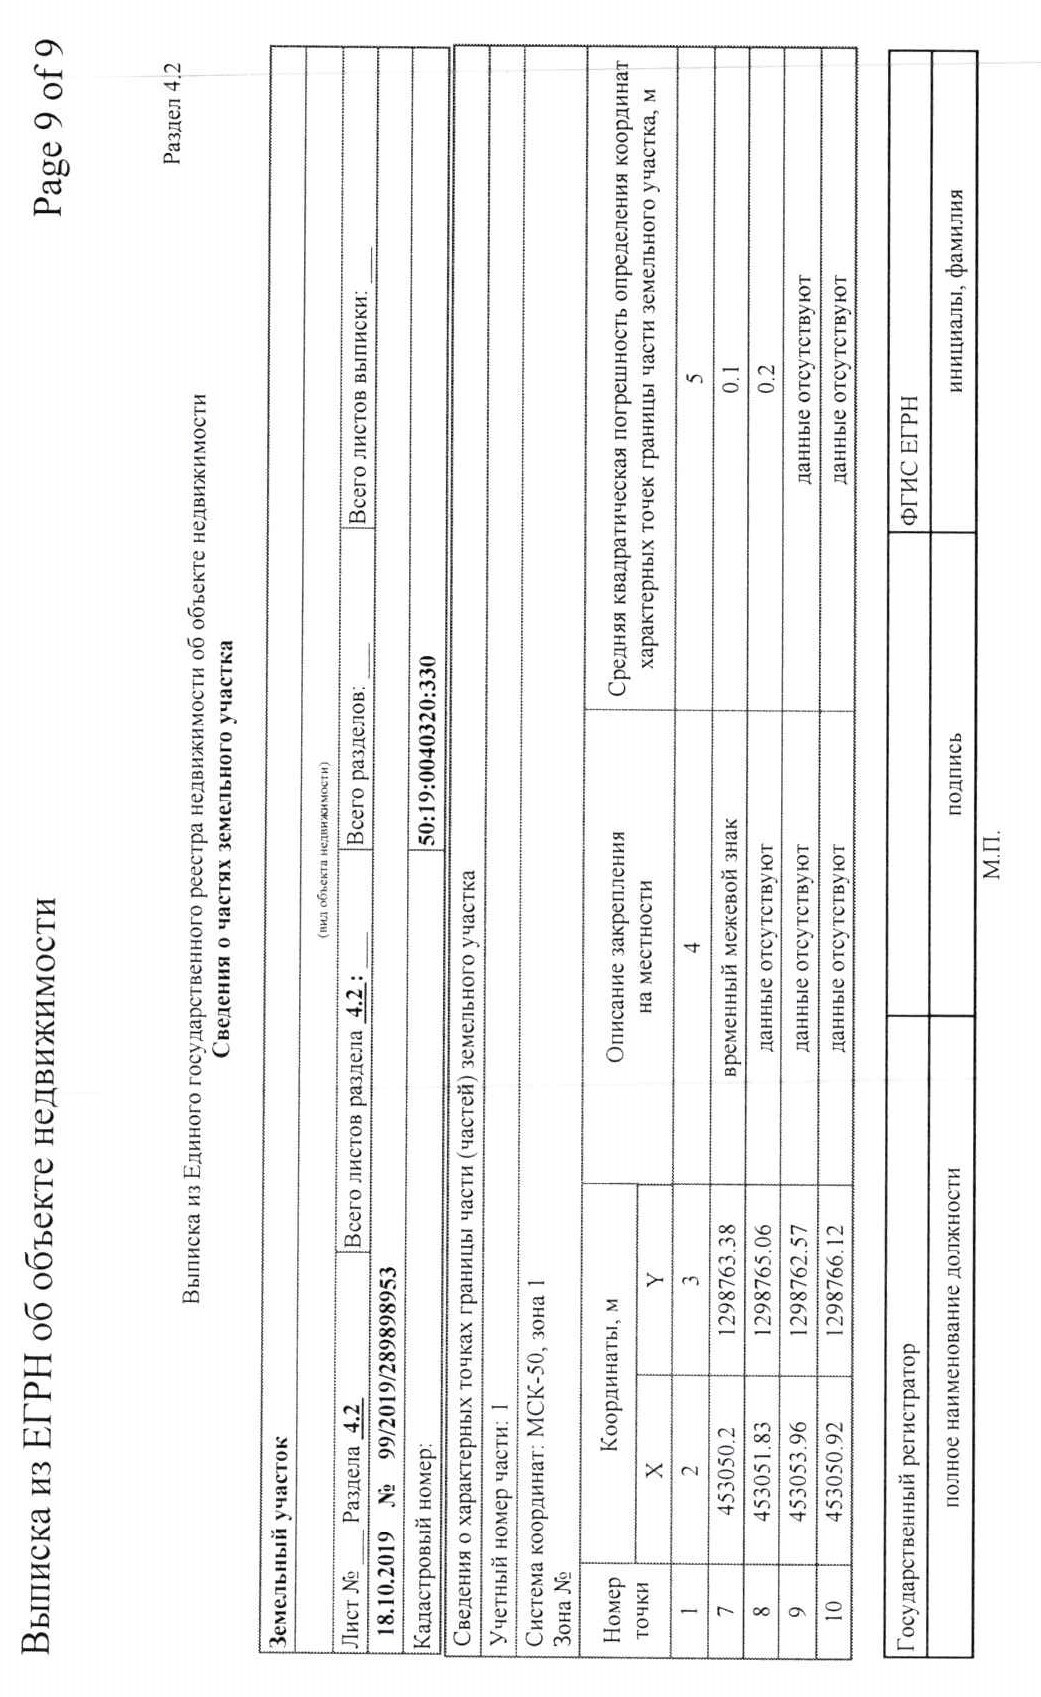 Выписка из ЕГРН об объекте недвижимости Page 9 of 9
Раздел 4.2
Выписка из Единого государственного реестра недвижимости об объекте недвижимости
Сведения о частях земельного участка
Земельный участок
(вид объекта недвижимости)
Лист № ___ Раздела 4.2 Всего листов раздела 4.2 : ___ Всего разделов: ___ Всего листов выписки: ___
18.10.2019 № 99/2019/289898953
Кадастровый номер: 50:19:0040320:330
Сведения о характерных точках границы части (частей) земельного участка
Учетный номер части: 1
Система координат: МСК-50, зона 1
Зона №
Номер точки Координаты, м Описание закрепления на местности Средняя квадратическая погрешность определения координат характерных точек границы части земельного участка, м
X Y
1 2 3 4 5
7 453050.2 1298763.38 временный межевой знак 0.1
8 453051.83 1298765.06 данные отсутствуют 0.2
9 453053.96 1298762.57 данные отсутствуют данные отсутствуют
10 453050.92 1298766.12 данные отсутствуют данные отсутствуют
Государственный регистратор ФГИС ЕГРН
полное наименование должности подпись инициалы, фамилия
М.П.